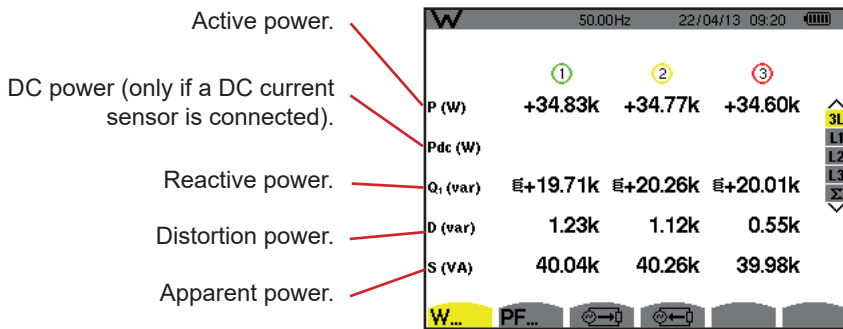 Active power.
DC power (only if a DC current
sensor is connected).
Reactive power.
Distortion power.
Apparent power.
W 50.00Hz 22/04/13 09:20
1 2 3
P (W) +34.83k +34.77k +34.60k
Pdc (W)
Q₁ (var) +19.71k +20.26k +20.01k
D (var) 1.23k 1.12k 0.55k
S (VA) 40.04k 40.26k 39.98k
3L
L1
L2
L3
Σ
W... PF...